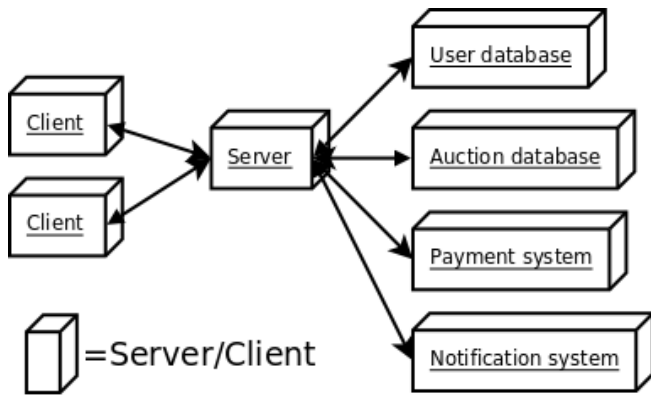 User database
Client
Server
Auction database
Client
Payment system
=Server/Client
Notification system